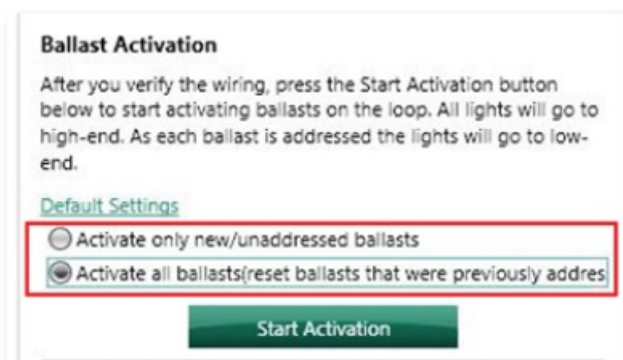 Ballast Activation
After you verify the wiring, press the Start Activation button
below to start activating ballasts on the loop. All lights will go to
high-end. As each ballast is addressed the lights will go to low-
end.
Default Settings
Activate only new/unaddressed ballasts
Activate all ballasts(reset ballasts that were previously addres
Start Activation